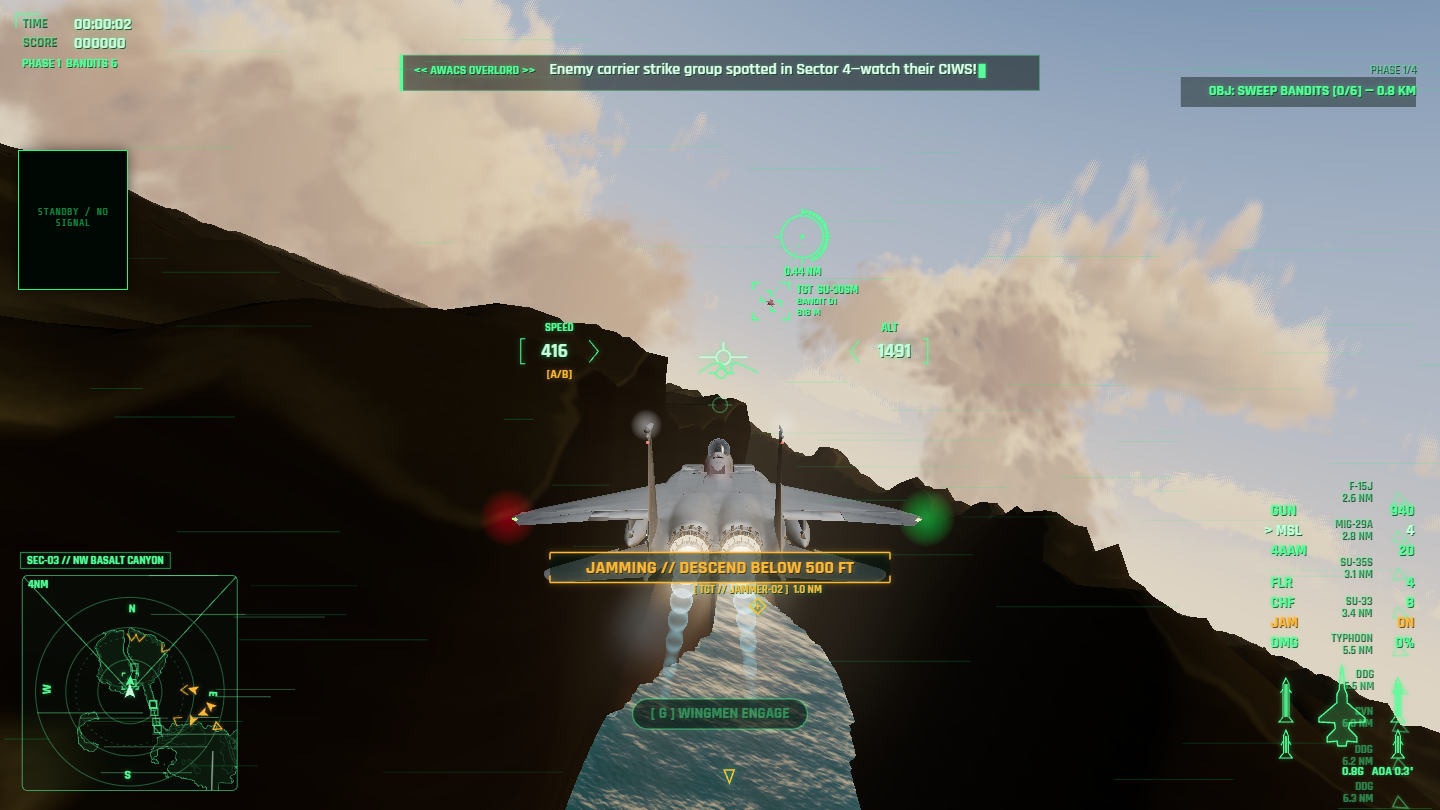 TIME 00:00:02
SCORE 000000
PHASE 1 BANDITS 6
<< AWACS OVERLORD >> Enemy carrier strike group spotted in Sector 4—watch their CIWS!
PHASE 1/4
OBJ: SWEEP BANDITS [0/6] — 0.8 KM
STANDBY / NO
SIGNAL
0.44 NM
TGT SU-30SM
BANDIT 01
818 M
SPEED
416
[A/B]
ALT
1491
JAMMING // DESCEND BELOW 500 FT
[ TGT // JAMMER-02 ] 1.0 NM
[ G ] WINGMEN ENGAGE
SEC-03 // NW BASALT CANYON
4NM
N
W
E
S
F-15J
2.6 NM
GUN 940
> MSL 4
MIG-29A
2.8 NM
4AAM 20
SU-35S
3.1 NM
FLR 4
CHF 8
SU-33
3.4 NM
JAM ON
DMG 0%
TYPHOON
5.5 NM
DDG
CVN
DDG
6.2 NM
0.8G AOA 0.3°
DDG
6.3 NM